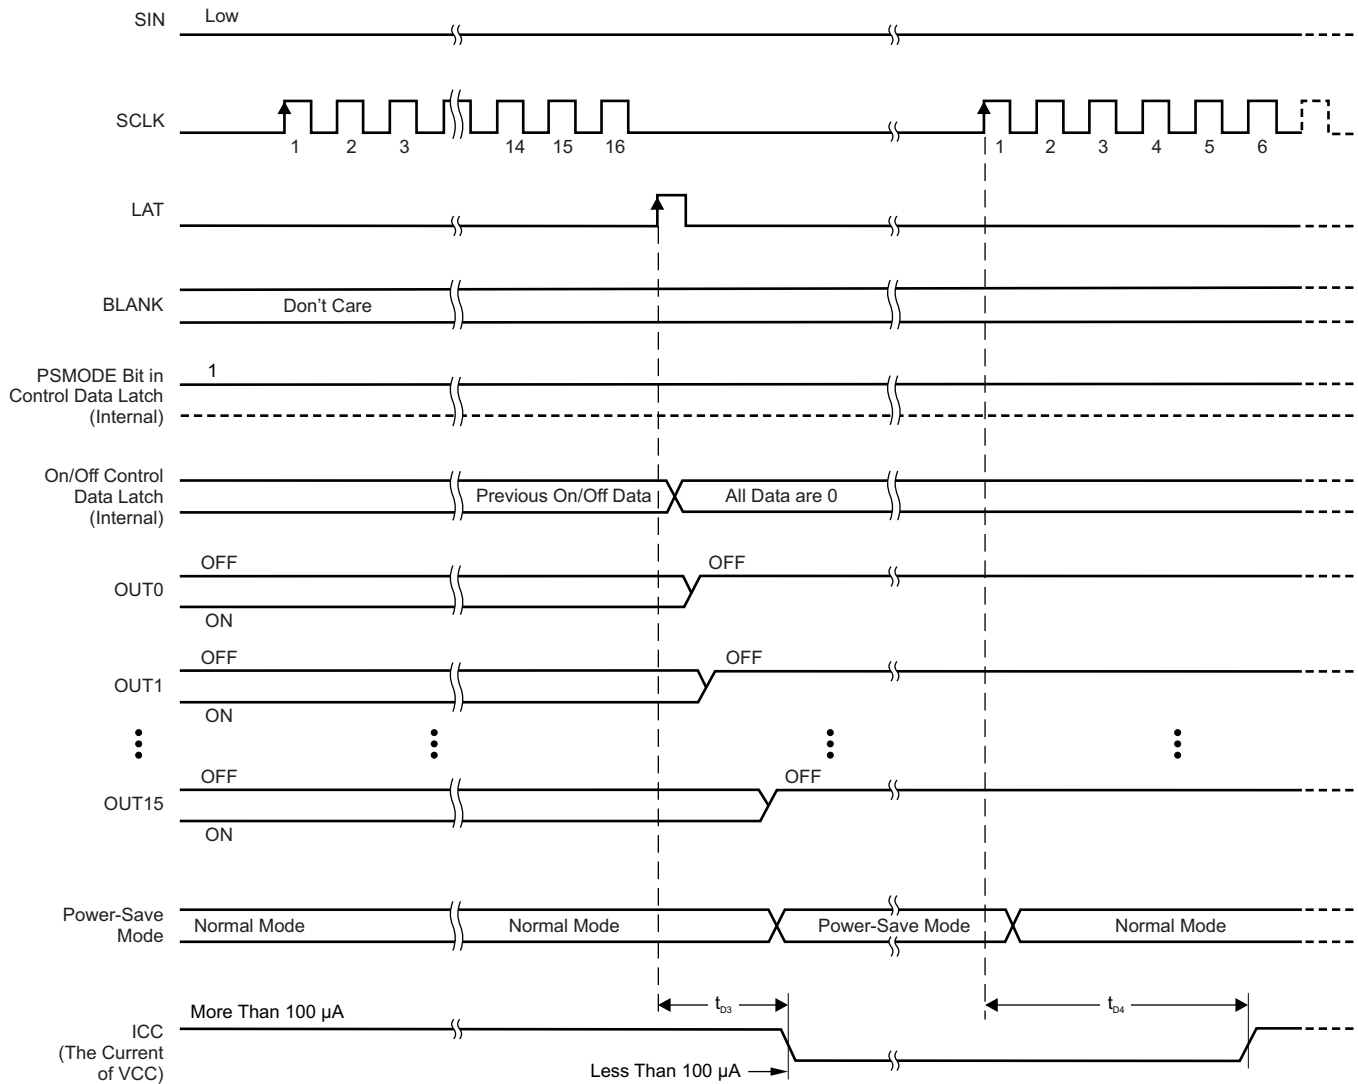 SIN
Low
SCLK
1 2 3 14 15 16 1 2 3 4 5 6
LAT
BLANK
Don't Care
PSMODE Bit in
Control Data Latch
(Internal)
1
On/Off Control
Data Latch
(Internal)
Previous On/Off Data
All Data are 0
OFF
OFF
OUT0
ON
OFF
OFF
OUT1
ON
OFF
OFF
OUT15
ON
Power-Save
Mode
Normal Mode
Normal Mode
Power-Save Mode
Normal Mode
tD3
tD4
More Than 100 μA
ICC
(The Current
of VCC)
Less Than 100 μA